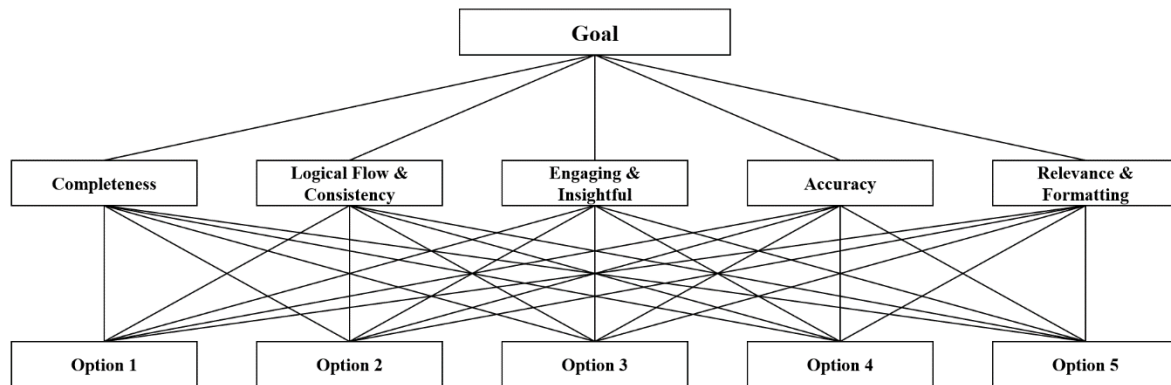 Goal
Completeness
Logical Flow &
Consistency
Engaging &
Insightful
Accuracy
Relevance &
Formatting
Option 1
Option 2
Option 3
Option 4
Option 5